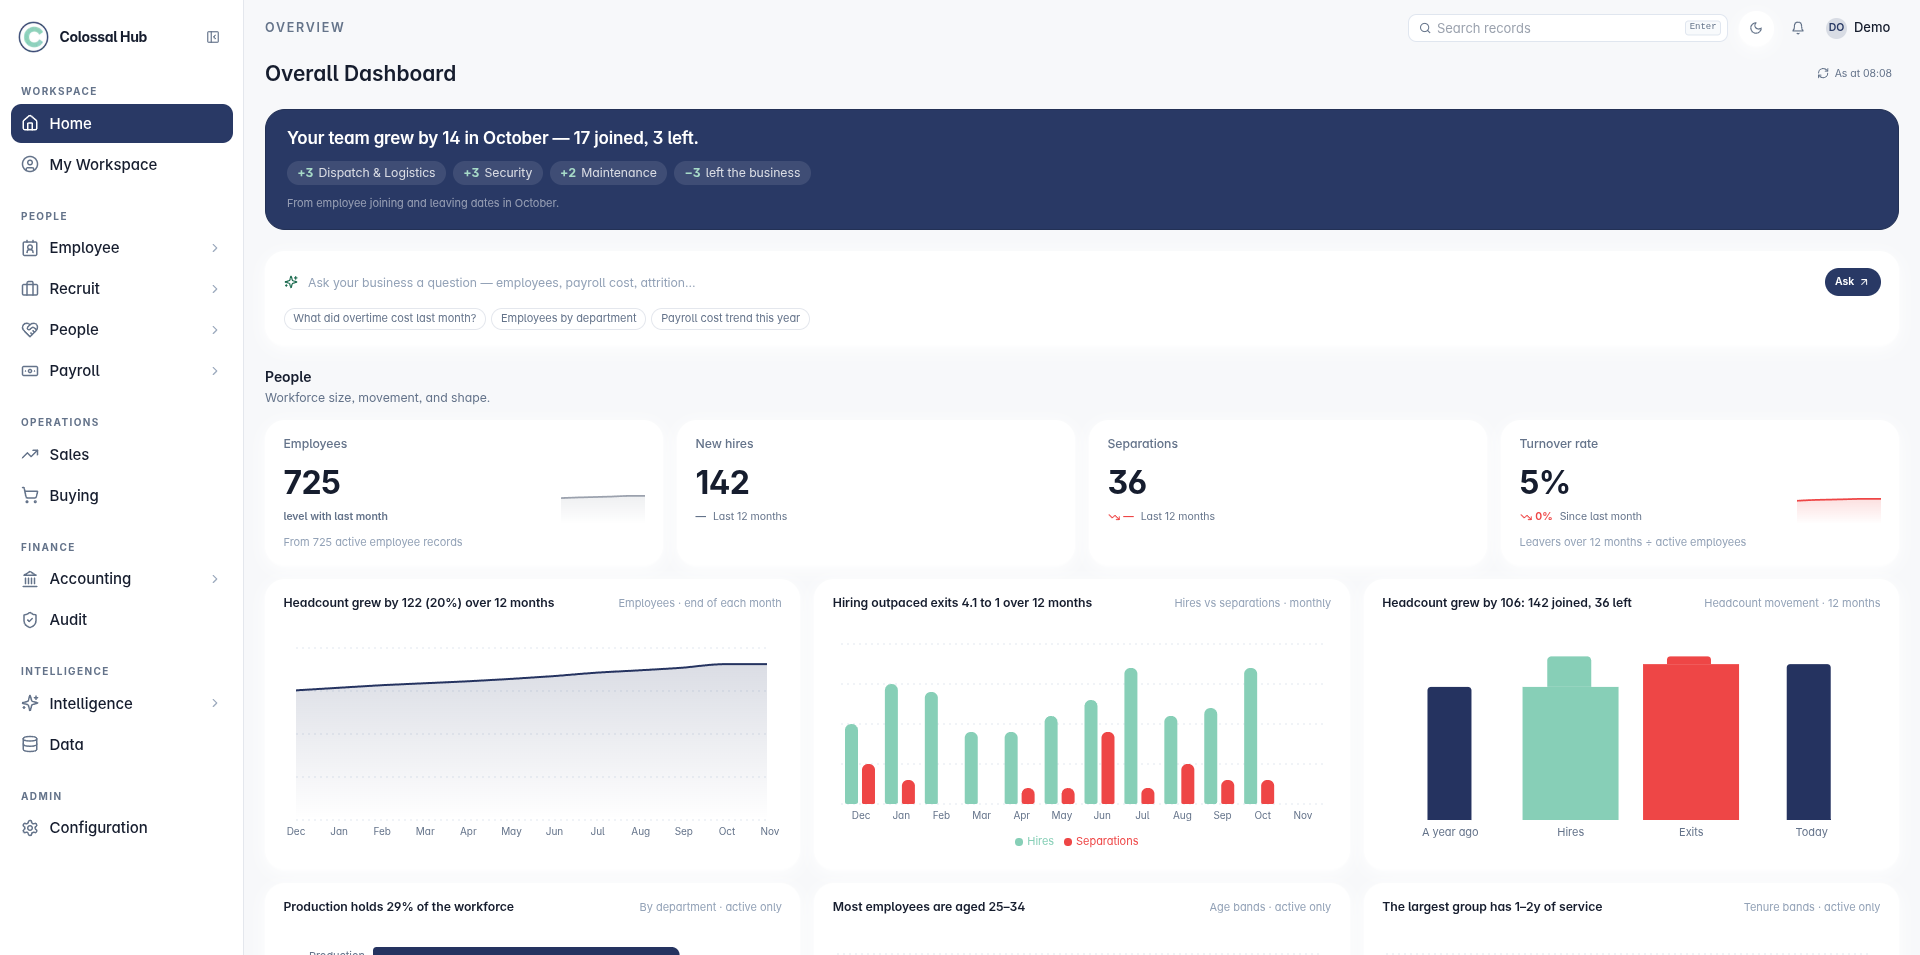 Colossal Hub
WORKSPACE
Home
My Workspace
PEOPLE
Employee
Recruit
People
Payroll
OPERATIONS
Sales
Buying
FINANCE
Accounting
Audit
INTELLIGENCE
Intelligence
Data
ADMIN
Configuration
OVERVIEW
Search records
Enter
DO
Demo
Overall Dashboard
As at 08:08
Your team grew by 14 in October — 17 joined, 3 left.
+3 Dispatch & Logistics
+3 Security
+2 Maintenance
−3 left the business
From employee joining and leaving dates in October.
Ask your business a question — employees, payroll cost, attrition...
Ask
What did overtime cost last month?
Employees by department
Payroll cost trend this year
People
Workforce size, movement, and shape.
Employees
725
level with last month
From 725 active employee records
New hires
142
— Last 12 months
Separations
36
— Last 12 months
Turnover rate
5%
0% Since last month
Leavers over 12 months ÷ active employees
Headcount grew by 122 (20%) over 12 months
Employees · end of each month
Dec Jan Feb Mar Apr May Jun Jul Aug Sep Oct Nov
Hiring outpaced exits 4.1 to 1 over 12 months
Hires vs separations · monthly
Dec Jan Feb Mar Apr May Jun Jul Aug Sep Oct Nov
Hires Separations
Headcount grew by 106: 142 joined, 36 left
Headcount movement · 12 months
A year ago Hires Exits Today
Production holds 29% of the workforce
By department · active only
Production
Most employees are aged 25–34
Age bands · active only
The largest group has 1–2y of service
Tenure bands · active only